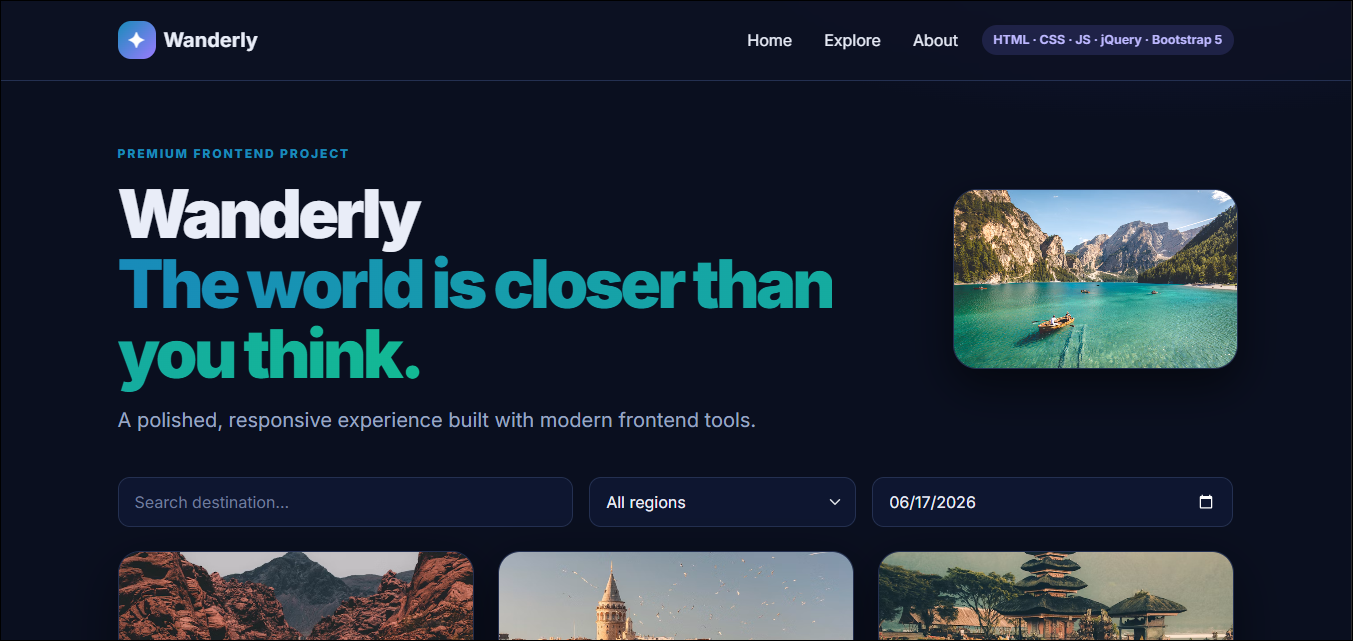 Wanderly
Home
Explore
About
HTML · CSS · JS · jQuery · Bootstrap 5
PREMIUM FRONTEND PROJECT
Wanderly
The world is closer than
you think.
A polished, responsive experience built with modern frontend tools.
Search destination...
All regions
06/17/2026